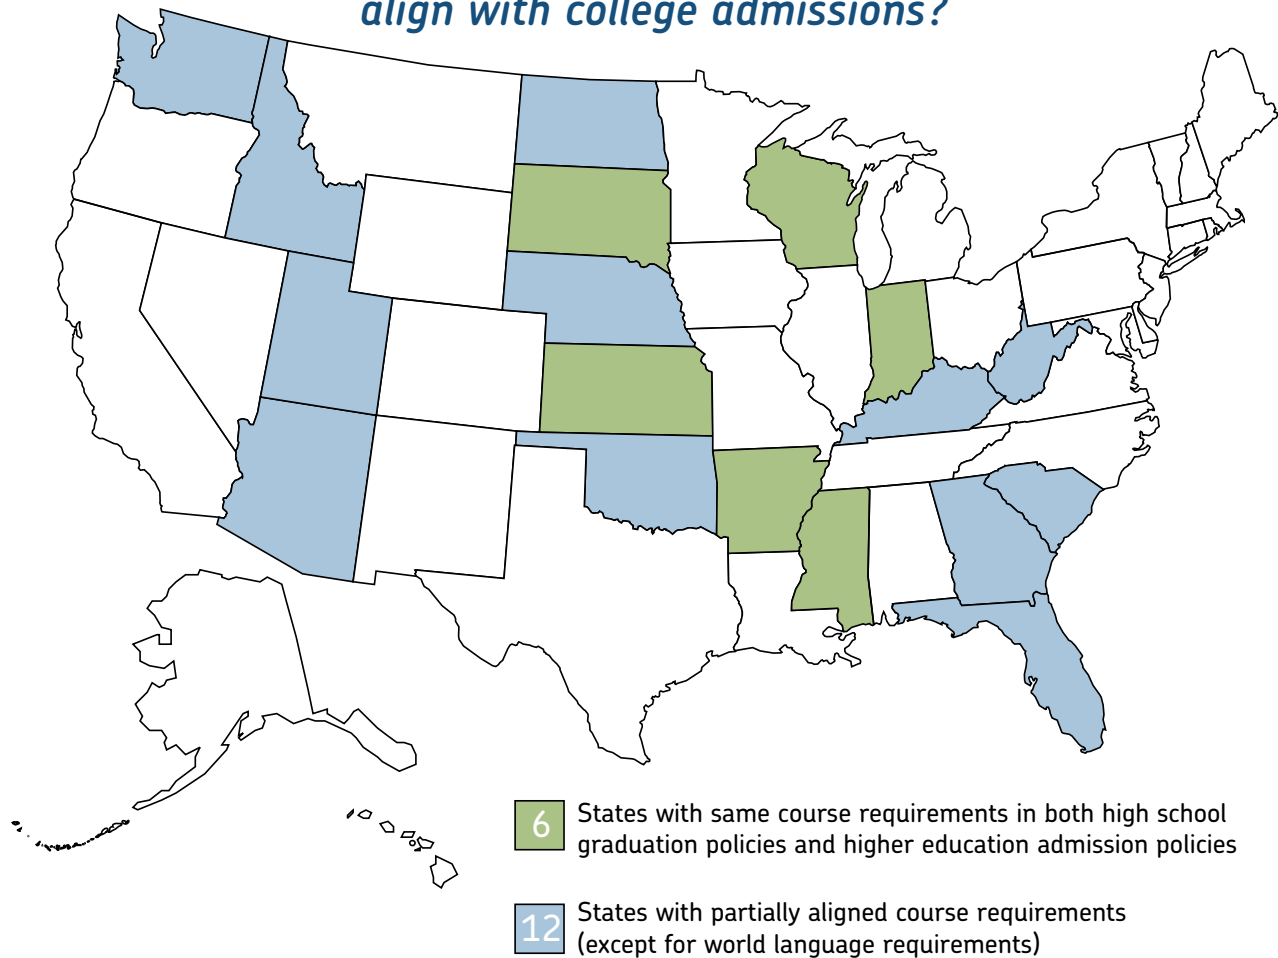 align with college admissions?
6 States with same course requirements in both high school
graduation policies and higher education admission policies
12 States with partially aligned course requirements
(except for world language requirements)